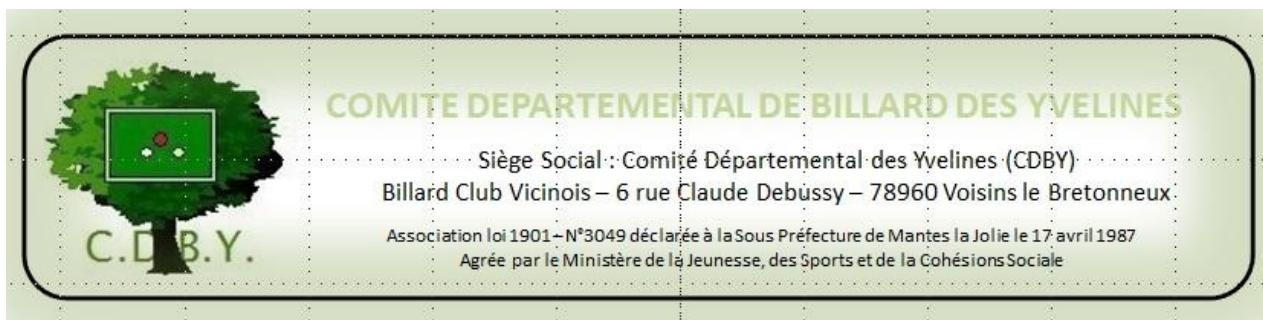 COMITE DEPARTEMENTAL DE BILLARD DES YVELINES
Siège Social : Comité Départemental des Yvelines (CDBY)
Billard Club Vicinois – 6 rue Claude Debussy – 78960 Voisins le Bretonneux
Association loi 1901 – N°3049 déclarée à la Sous Préfecture de Mantes la Jolie le 17 avril 1987
Agrée par le Ministère de la Jeunesse, des Sports et de la Cohésions Sociale
C.D.B.Y.